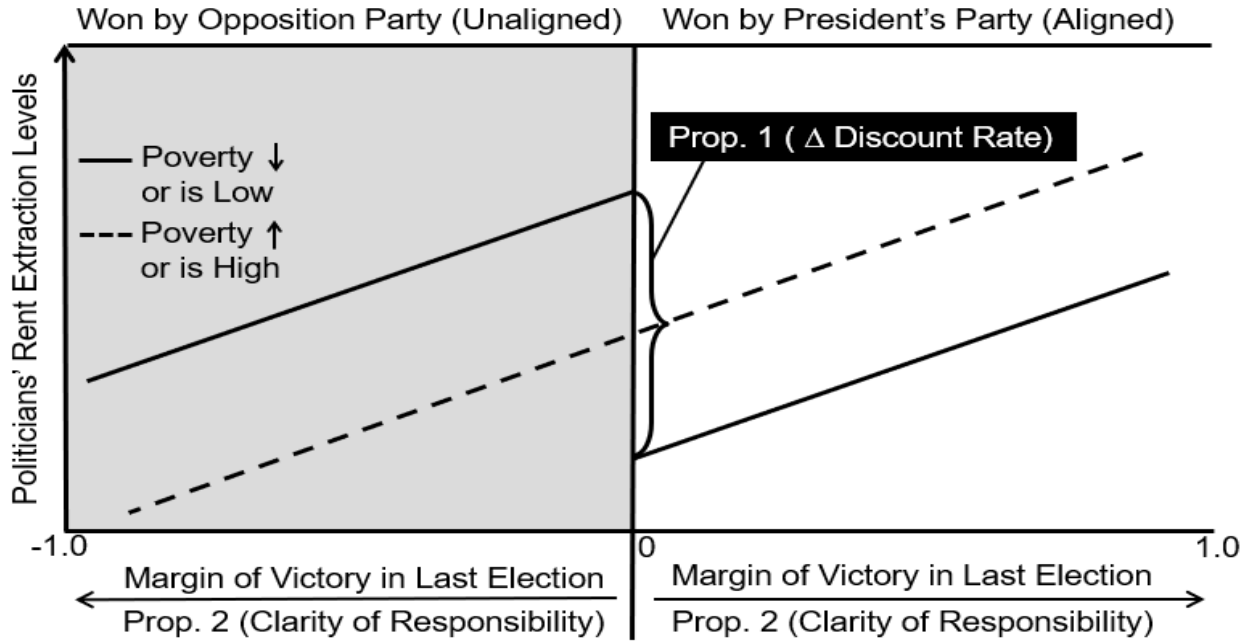 Won by Opposition Party (Unaligned)
Won by President's Party (Aligned)
Politicians' Rent Extraction Levels
Poverty ↓
or is Low
Poverty ↑
or is High
Prop. 1 ( Δ Discount Rate)
-1.0
0
1.0
Margin of Victory in Last Election
Prop. 2 (Clarity of Responsibility)
Margin of Victory in Last Election
Prop. 2 (Clarity of Responsibility)